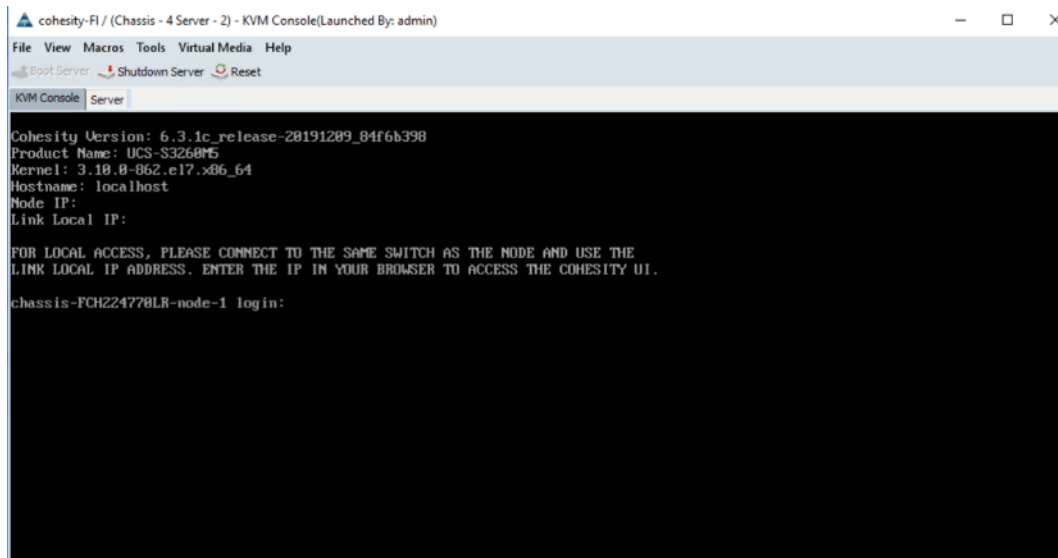 cohesity-FI / (Chassis - 4 Server - 2) - KVM Console(Launched By: admin)
File View Macros Tools Virtual Media Help
Boot Server Shutdown Server Reset
KVM Console Server
Cohesity Version: 6.3.1c_release-20191209_84f6b398
Product Name: UCS-S3260M5
Kernel: 3.10.0-862.el7.x86_64
Hostname: localhost
Node IP:
Link Local IP:
FOR LOCAL ACCESS, PLEASE CONNECT TO THE SAME SWITCH AS THE NODE AND USE THE
LINK LOCAL IP ADDRESS. ENTER THE IP IN YOUR BROWSER TO ACCESS THE COHESITY UI.
chassis-FCH224770LR-node-1 login: